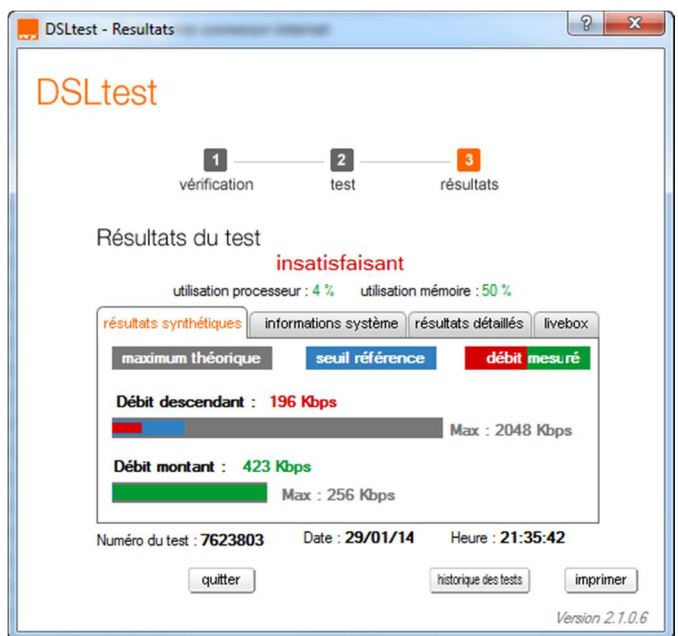 DSLtest - Resultats
DSLtest
1 2 3
vérification test résultats
Résultats du test
insatisfaisant
utilisation processeur : 4 % utilisation mémoire : 50 %
résultats synthétiques informations système résultats détaillés livebox
maximum théorique seuil référence débit mesuré
Débit descendant : 196 Kbps
Max : 2048 Kbps
Débit montant : 423 Kbps
Max : 256 Kbps
Numéro du test : 7623803 Date : 29/01/14 Heure : 21:35:42
quitter historique des tests imprimer
Version 2.1.0.6